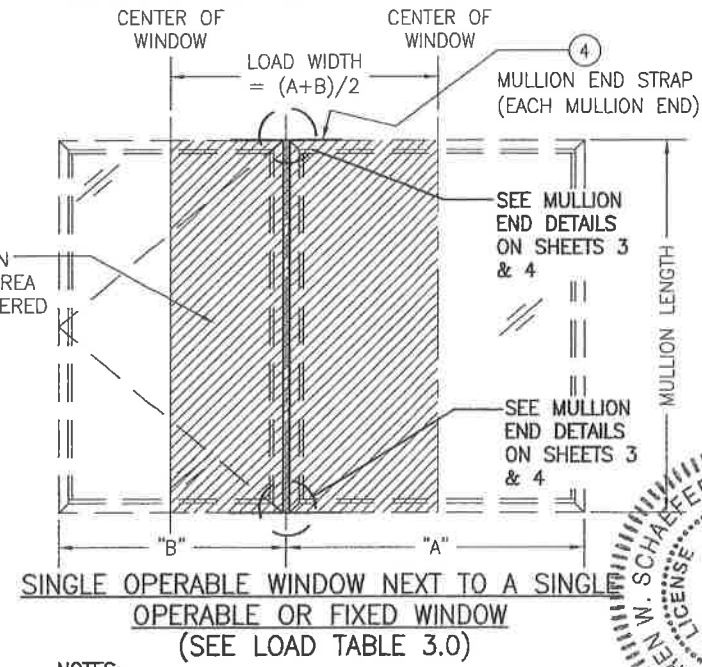 CENTER OF
WINDOW
CENTER OF
WINDOW
LOAD WIDTH
= (A+B)/2
4
MULLION END STRAP
(EACH MULLION END)
SEE MULLION
END DETAILS
ON SHEETS 3
& 4
MULLION LENGTH
SEE MULLION
END DETAILS
ON SHEETS 3
& 4
"B"
"A"
SINGLE OPERABLE WINDOW NEXT TO A SINGLE
OPERABLE OR FIXED WINDOW
(SEE LOAD TABLE 3.0)
W. SCHAEFER
LICENSE